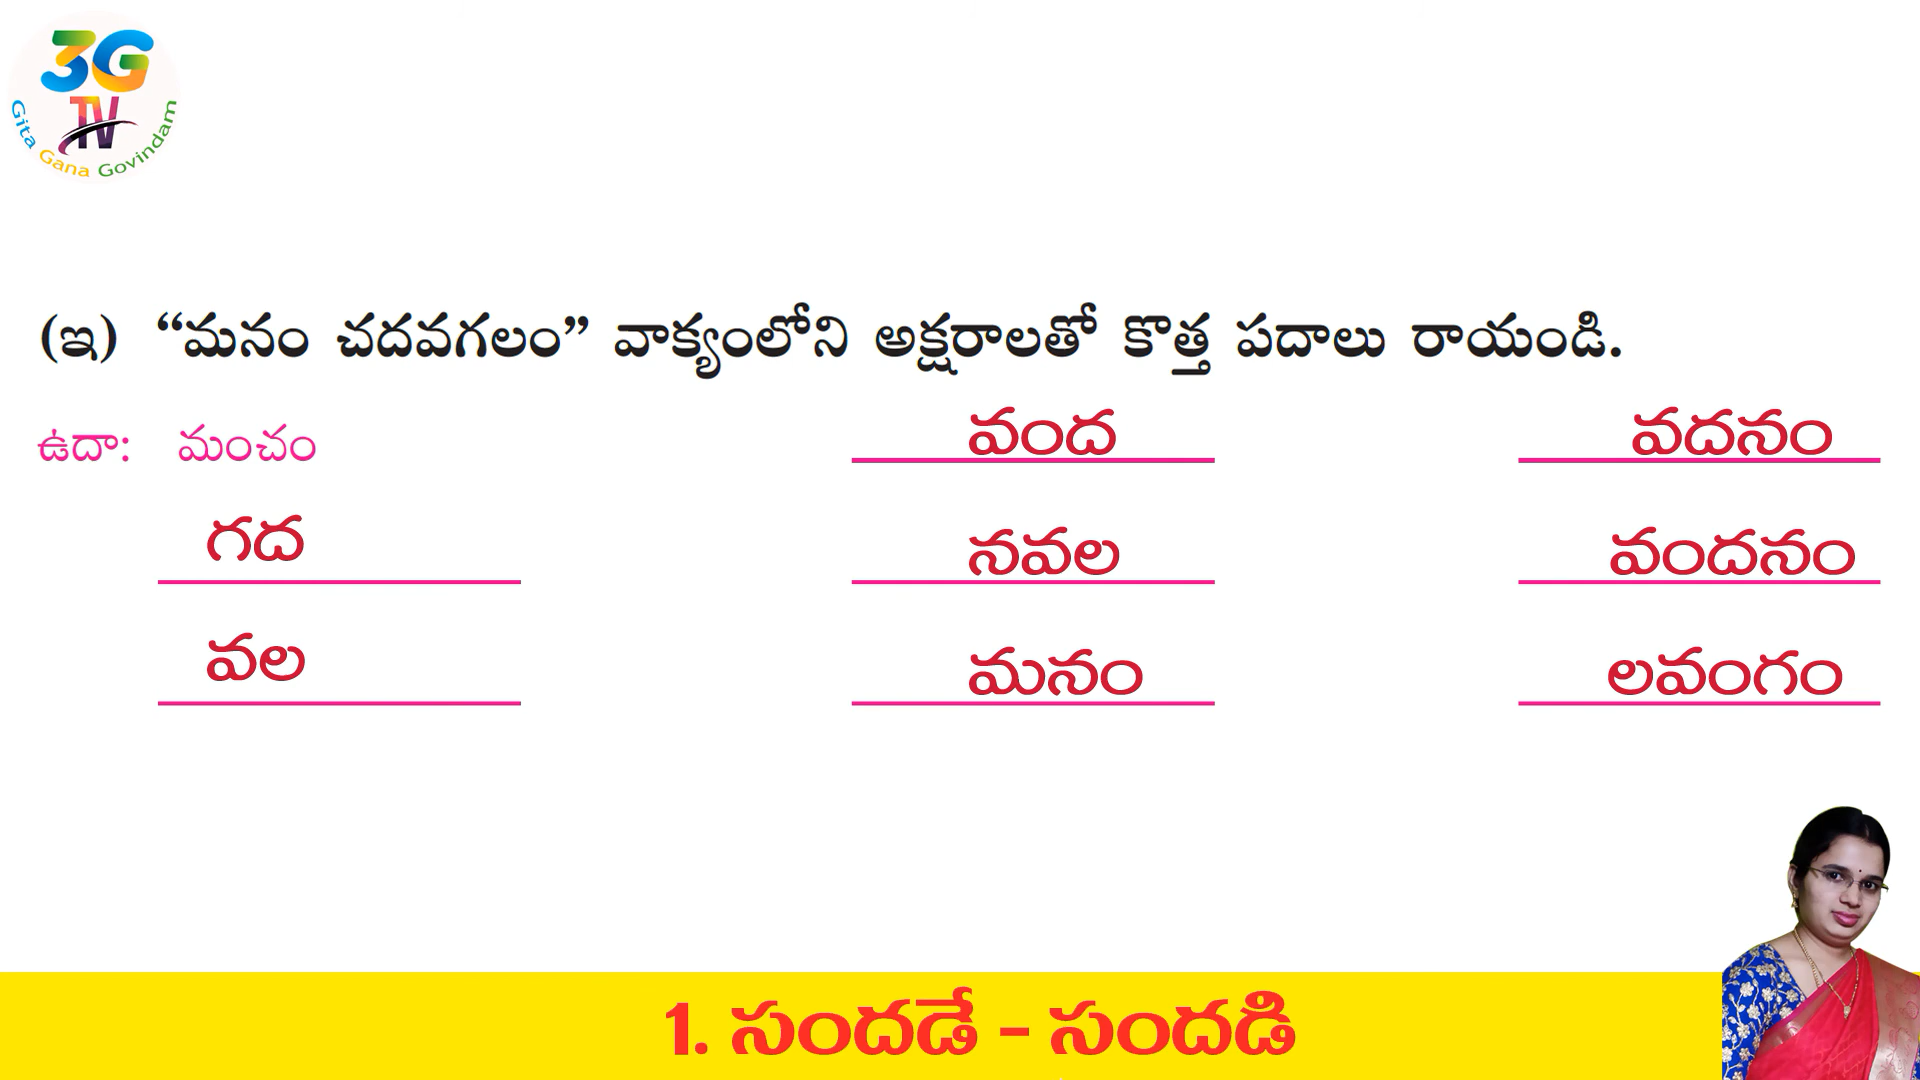 3G
TV
Gita Gana Govindam
(ఇ) “మనం చదవగలం” వాక్యంలోని అక్షరాలతో కొత్త పదాలు రాయండి.
ఉదా: మంచం వంద వదనం
గద నవల వందనం
వల మనం లవంగం
1. సందడే - సందడి